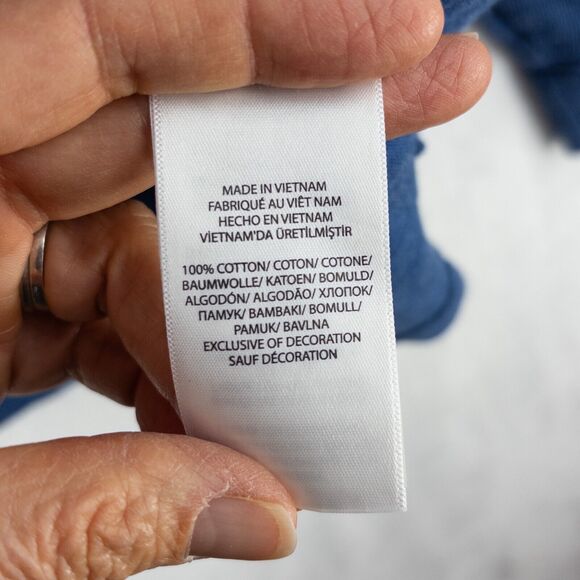 MADE IN VIETNAM
FABRIQUÉ AU VIÊT NAM
HECHO EN VIETNAM
VİETNAM'DA ÜRETİLMİŞTİR
100% COTTON/ COTON/ COTONE/
BAUMWOLLE/ KATOEN/ BOMULD/
ALGODÓN/ ALGODÃO/ ХЛОПОК/
ПАМУК/ BAMBAKI/ BOMULL/
PAMUK/ BAVLNA
EXCLUSIVE OF DECORATION
SAUF DÉCORATION